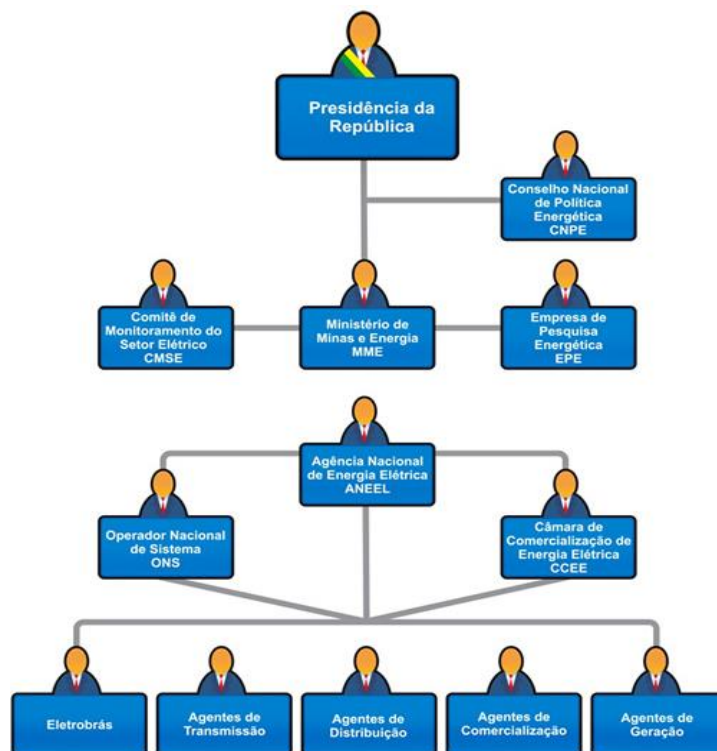 Presidência da
República
Conselho Nacional
de Política
Energética
CNPE
Comitê de
Monitoramento do
Setor Elétrico
CMSE
Ministério de
Minas e Energia
MME
Empresa de
Pesquisa
Energética
EPE
Agência Nacional
de Energia Elétrica
ANEEL
Operador Nacional
de Sistema
ONS
Câmara de
Comercialização de
Energia Elétrica
CCEE
Eletrobrás
Agentes de
Transmissão
Agentes de
Distribuição
Agentes de
Comercialização
Agentes de
Geração